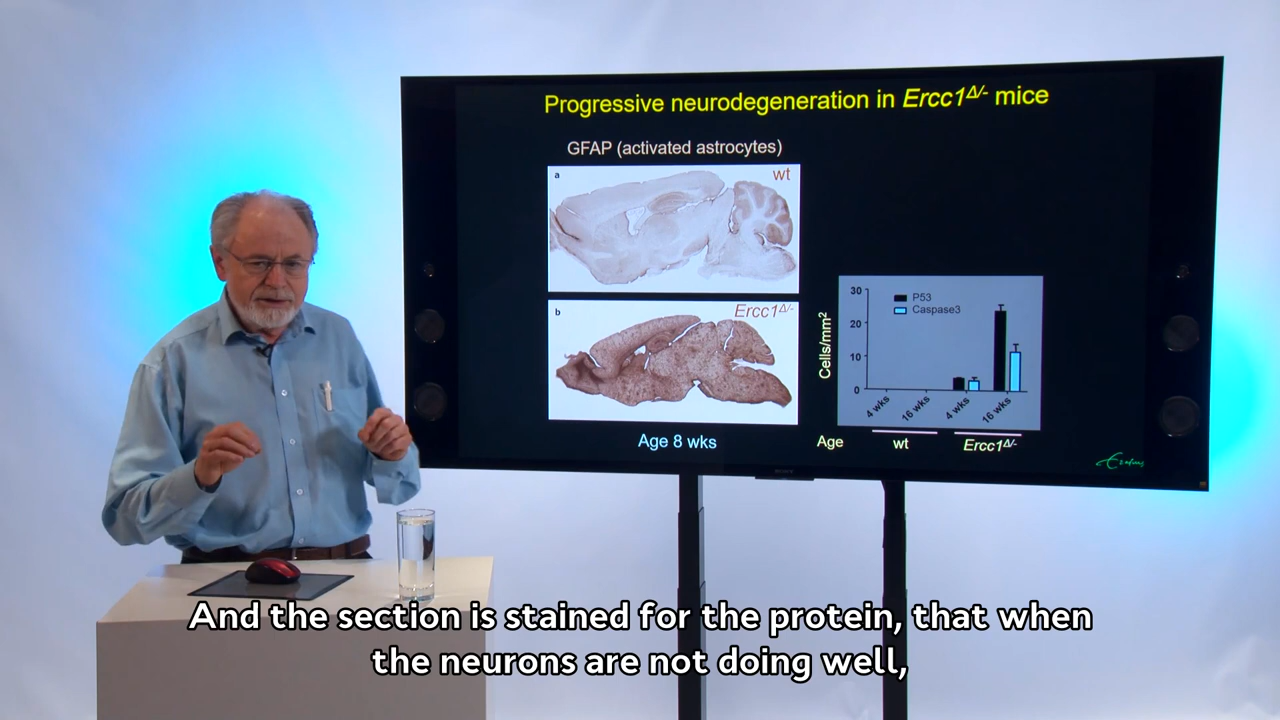 Progressive neurodegeneration in Ercc1Δ/- mice
GFAP (activated astrocytes)
a
wt
b
Ercc1Δ/-
Age 8 wks
Cells/mm²
30
20
10
0
P53
Caspase3
4 wks
16 wks
4 wks
16 wks
Age
wt
Ercc1Δ/-
SONY
Erasmus
And the section is stained for the protein, that when
the neurons are not doing well,